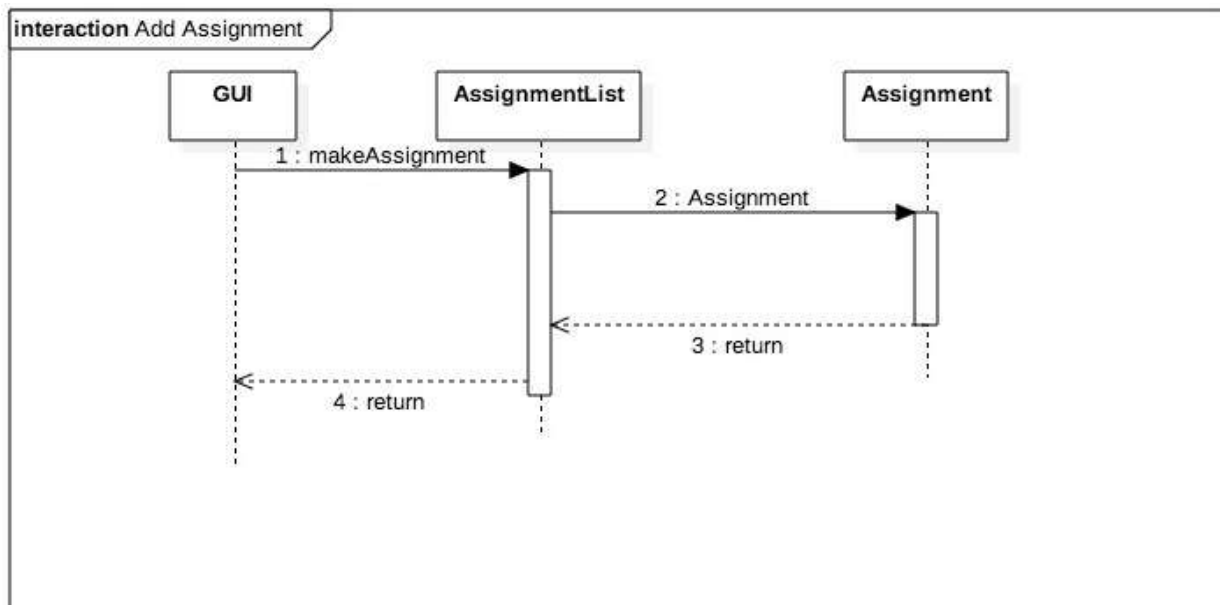 interaction Add Assignment
GUI
AssignmentList
Assignment
1 : makeAssignment
2 : Assignment
3 : return
4 : return